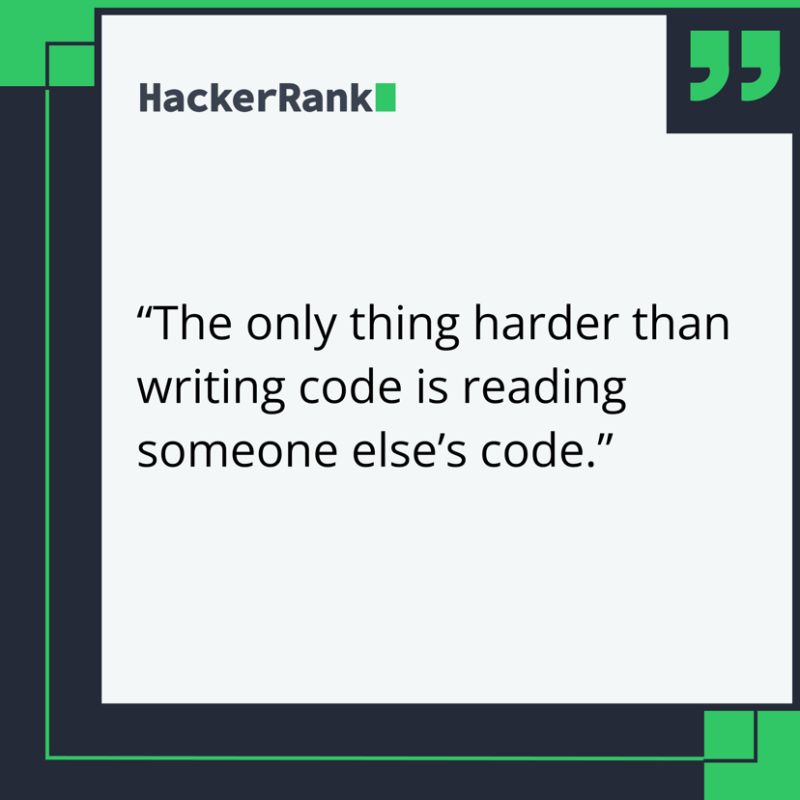 HackerRank
“The only thing harder than
writing code is reading
someone else’s code.”